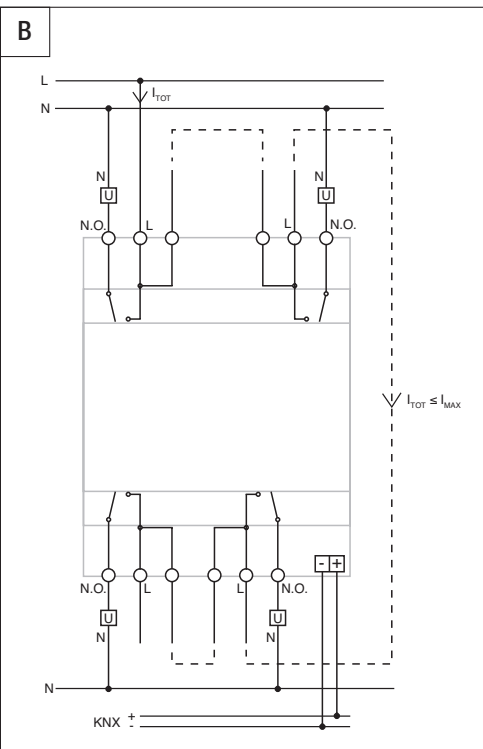 B
L
I_TOT
N
N N
U U
N.O. L L N.O.
I_TOT ≤ I_MAX
- +
N.O. L L N.O.
U U
N N
N
KNX +
-